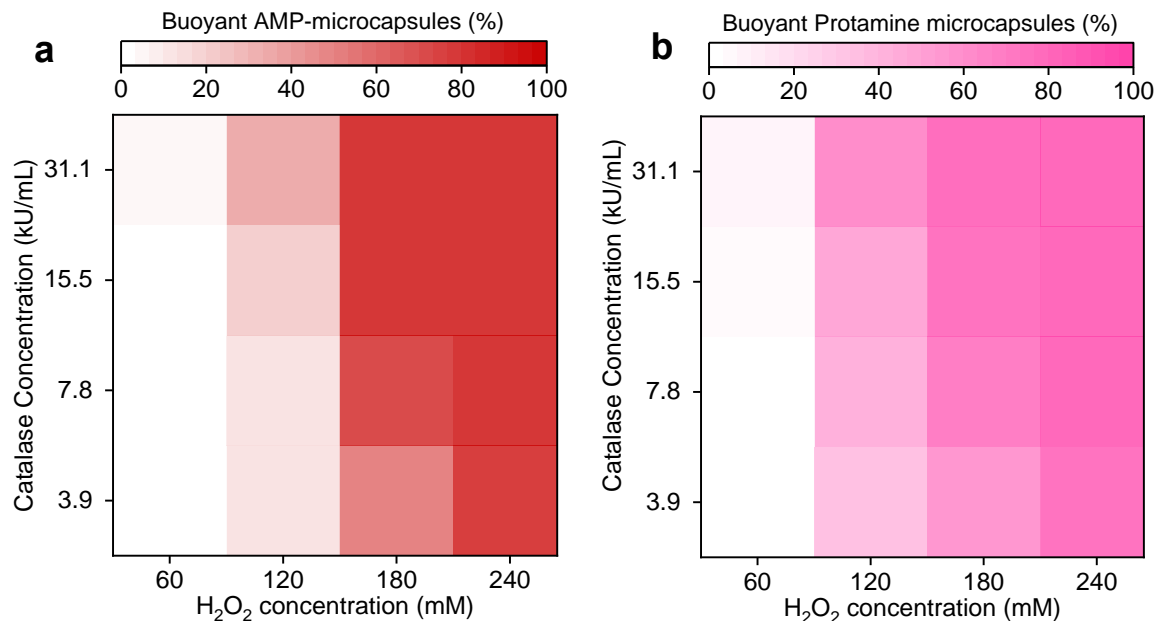 a
Buoyant AMP-microcapsules (%)
0 20 40 60 80 100
Catalase Concentration (kU/mL)
31.1
15.5
7.8
3.9
60 120 180 240
H₂O₂ concentration (mM)
b
Buoyant Protamine microcapsules (%)
0 20 40 60 80 100
Catalase Concentration (kU/mL)
31.1
15.5
7.8
3.9
60 120 180 240
H₂O₂ concentration (mM)